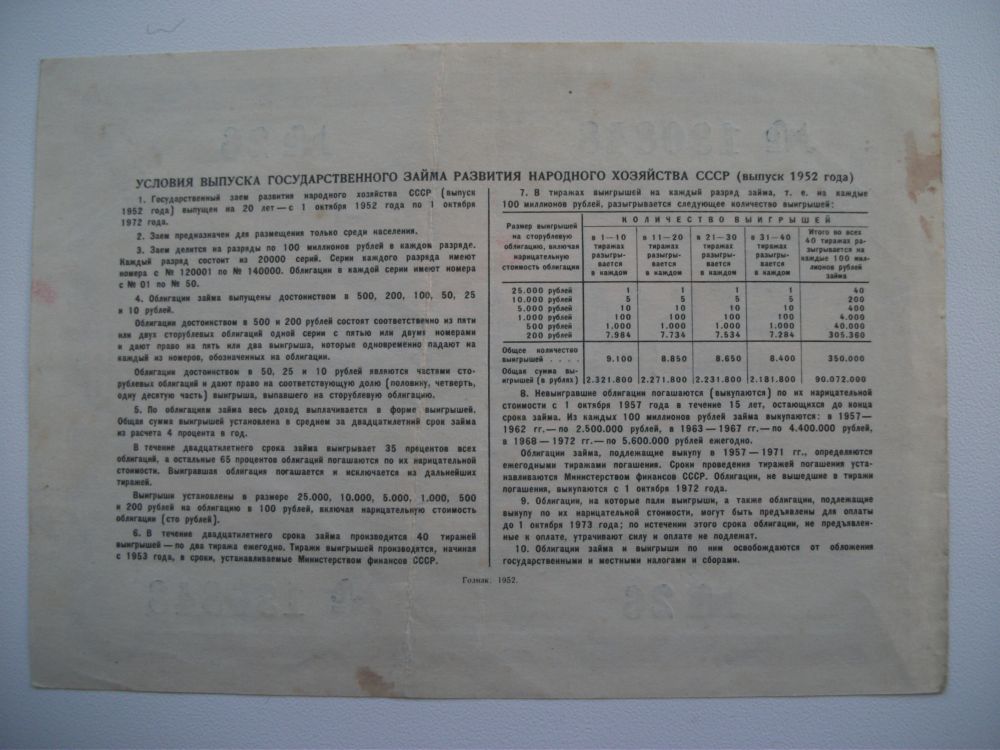 УСЛОВИЯ ВЫПУСКА ГОСУДАРСТВЕННОГО ЗАЙМА РАЗВИТИЯ НАРОДНОГО ХОЗЯЙСТВА СССР (выпуск 1952 года)
1. Государственный заем развития народного хозяйства СССР (выпуск
1952 года) выпущен на 20 лет—с 1 октября 1952 года по 1 октября
1972 года.
2. Заем предназначен для размещения только среди населения.
3. Заем делится на разряды по 100 миллионов рублей в каждом разряде.
Каждый разряд состоит из 20000 серий. Серии каждого разряда имеют
номера с № 120001 по № 140000. Облигации в каждой серии имеют номера
с № 01 по № 50.
4. Облигации займа выпущены достоинством в 500, 200, 100, 50, 25
и 10 рублей.
Облигации достоинством в 500 и 200 рублей состоят соответственно из пяти
или двух сторублевых облигаций одной серии с пятью или двумя номерами
и дают право на пять или два выигрыша, которые одновременно падают на
каждый из номеров, обозначенных на облигации.
Облигации достоинством в 50, 25 и 10 рублей являются частями сто-
рублевых облигаций и дают право на соответствующую долю (половину, четверть,
одну десятую часть) выигрыша, выпавшего на сторублевую облигацию.
5. По облигациям займа весь доход выплачивается в форме выигрышей.
Общая сумма выигрышей установлена в среднем за двадцатилетний срок займа
из расчета 4 процента в год.
В течение двадцатилетнего срока займа выигрывает 35 процентов всех
облигаций, а остальные 65 процентов облигаций погашаются по их нарицательной
стоимости. Выигравшая облигация погашается и исключается из дальнейших
тиражей.
Выигрыши установлены в размере 25.000, 10.000, 5.000, 1.000, 500
и 200 рублей на облигацию в 100 рублей, включая нарицательную стоимость
облигации (сто рублей).
6. В течение двадцатилетнего срока займа производится 40 тиражей
выигрышей—по два тиража ежегодно. Тиражи выигрышей производятся, начиная
с 1953 года, в сроки, устанавливаемые Министерством финансов СССР.
7. В тиражах выигрышей на каждый разряд займа, т. е. на каждые
100 миллионов рублей, разыгрывается следующее количество выигрышей:
Размер выигрышей на сторублевую облигацию, включая нарицательную стоимость облигации
КОЛИЧЕСТВО ВЫИГРЫШЕЙ
в 1—10 тиражах разыгрывается в каждом
в 11—20 тиражах разыгрывается в каждом
в 21—30 тиражах разыгрывается в каждом
в 31—40 тиражах разыгрывается в каждом
Итого во всех 40 тиражах разыгрывается на каждые 100 миллионов рублей займа
25.000 рублей 1 1 1 1 40
10.000 рублей 5 5 5 5 200
5.000 рублей 10 10 10 10 400
1.000 рублей 100 100 100 100 4.000
500 рублей 1.000 1.000 1.000 1.000 40.000
200 рублей 7.984 7.734 7.534 7.284 305.360
Общее количество
выигрышей . . . . 9.100 8.850 8.650 8.400 350.000
Общая сумма вы-
игрышей (в рублях) 2.321.800 2.271.800 2.231.800 2.181.800 90.072.000
8. Невыигравшие облигации погашаются (выкупаются) по их нарицательной
стоимости с 1 октября 1957 года в течение 15 лет, остающихся до конца
срока займа. Из каждых 100 миллионов рублей займа выкупаются: в 1957—
1962 гг.—по 2.500.000 рублей, в 1963—1967 гг.—по 4.400.000 рублей,
в 1968—1972 гг.—по 5.600.000 рублей ежегодно.
Облигации займа, подлежащие выкупу в 1957—1971 гг., определяются
ежегодными тиражами погашения. Сроки проведения тиражей погашения уста-
навливаются Министерством финансов СССР. Облигации, не вышедшие в тиражи
погашения, выкупаются с 1 октября 1972 года.
9. Облигации, на которые пали выигрыши, а также облигации, подлежащие
выкупу по их нарицательной стоимости, могут быть предъявлены для оплаты
до 1 октября 1973 года; по истечении этого срока облигации, не предъявлен-
ные к оплате, утрачивают силу и оплате не подлежат.
10. Облигации займа и выигрыши по ним освобождаются от обложения
государственными и местными налогами и сборами.
Гознак. 1952.